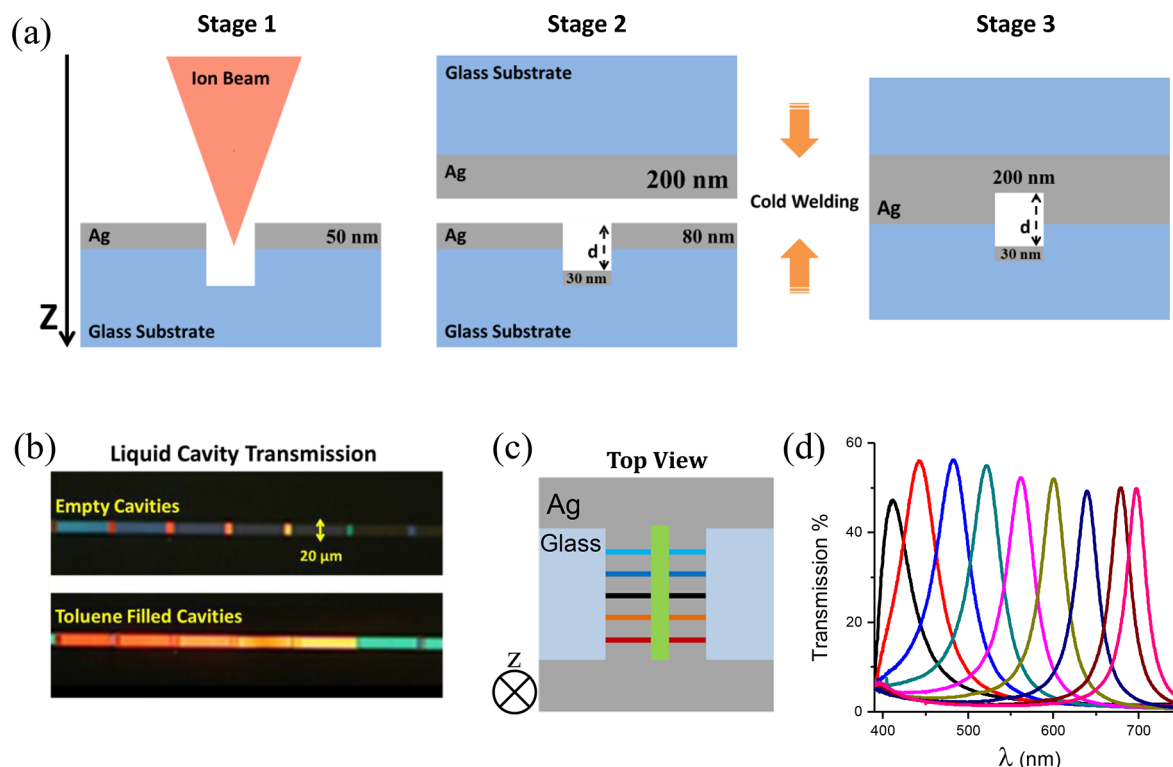 (a)
Stage 1
Stage 2
Stage 3
Ion Beam
Ag
50 nm
Glass Substrate
Z
Glass Substrate
Ag
200 nm
Ag
d
80 nm
30 nm
Glass Substrate
Cold Welding
200 nm
Ag
d
30 nm
(b)
Liquid Cavity Transmission
Empty Cavities
20 μm
Toluene Filled Cavities
(c)
Top View
Ag
Glass
Z
(d)
Transmission %
60
40
20
0
400
500
600
700
λ (nm)